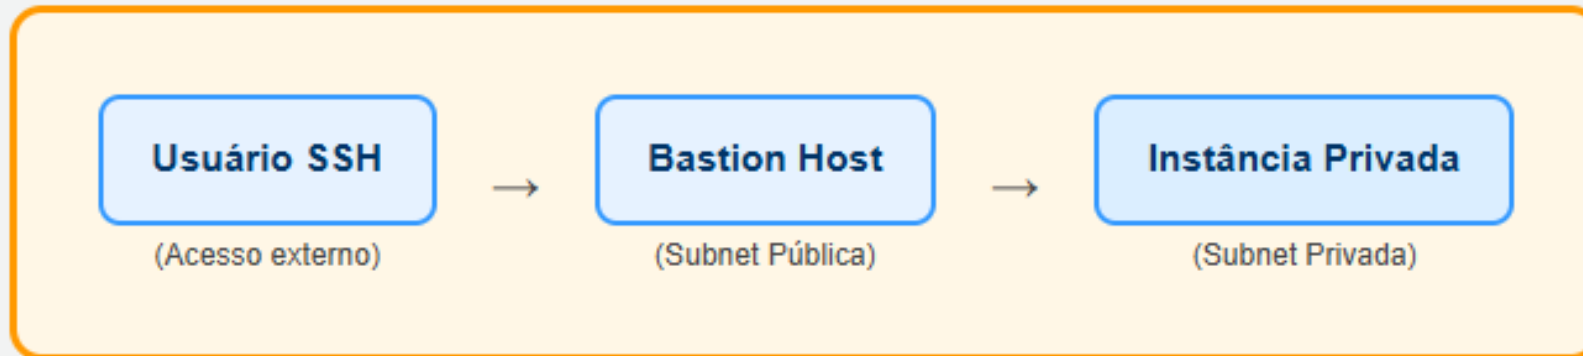 Usuário SSH
→
Bastion Host
→
Instância Privada
(Acesso externo)
(Subnet Pública)
(Subnet Privada)